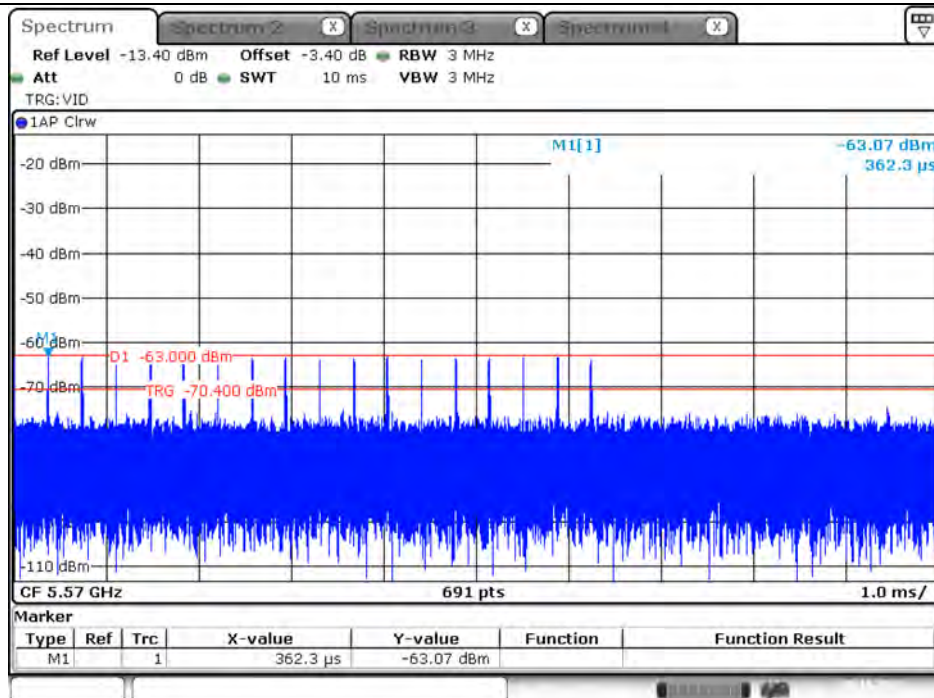 Spectrum Spectrum 2 X Spectrum 3 X Spectrum 4 X
Ref Level -13.40 dBm Offset -3.40 dB RBW 3 MHz
Att 0 dB SWT 10 ms VBW 3 MHz
TRG:VID
1AP Clrw
M1[1] -63.07 dBm
362.3 µs
-20 dBm
-30 dBm
-40 dBm
-50 dBm
M1
-60 dBm
D1 -63.000 dBm
-70 dBm
TRG -70.400 dBm
-110 dBm
CF 5.57 GHz 691 pts 1.0 ms/
Marker
Type Ref Trc X-value Y-value Function Function Result
M1 1 362.3 µs -63.07 dBm